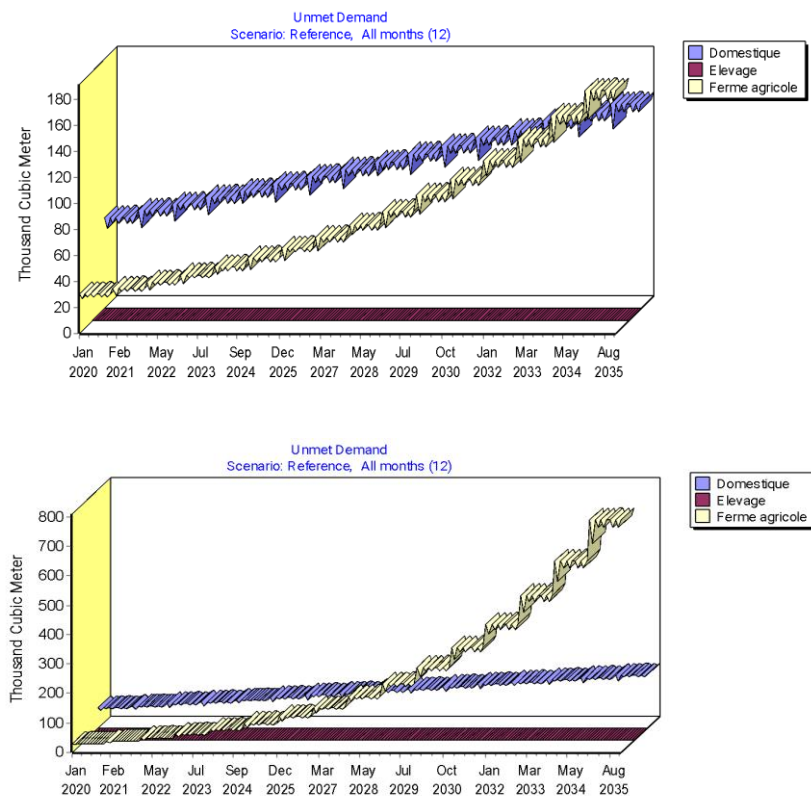 Unmet Demand
Scenario: Reference, All months (12)
Domestique
Elevage
Ferme agricole
Thousand Cubic Meter
180
160
140
120
100
80
60
40
20
0
Jan Feb May Jul Sep Dec Mar May Jul Oct Jan Mar May Aug
2020 2021 2022 2023 2024 2025 2027 2028 2029 2030 2032 2033 2034 2035
Unmet Demand
Scenario: Reference, All months (12)
Domestique
Elevage
Ferme agricole
Thousand Cubic Meter
800
700
600
500
400
300
200
100
0
Jan Feb May Jul Sep Dec Mar May Jul Oct Jan Mar May Aug
2020 2021 2022 2023 2024 2025 2027 2028 2029 2030 2032 2033 2034 2035